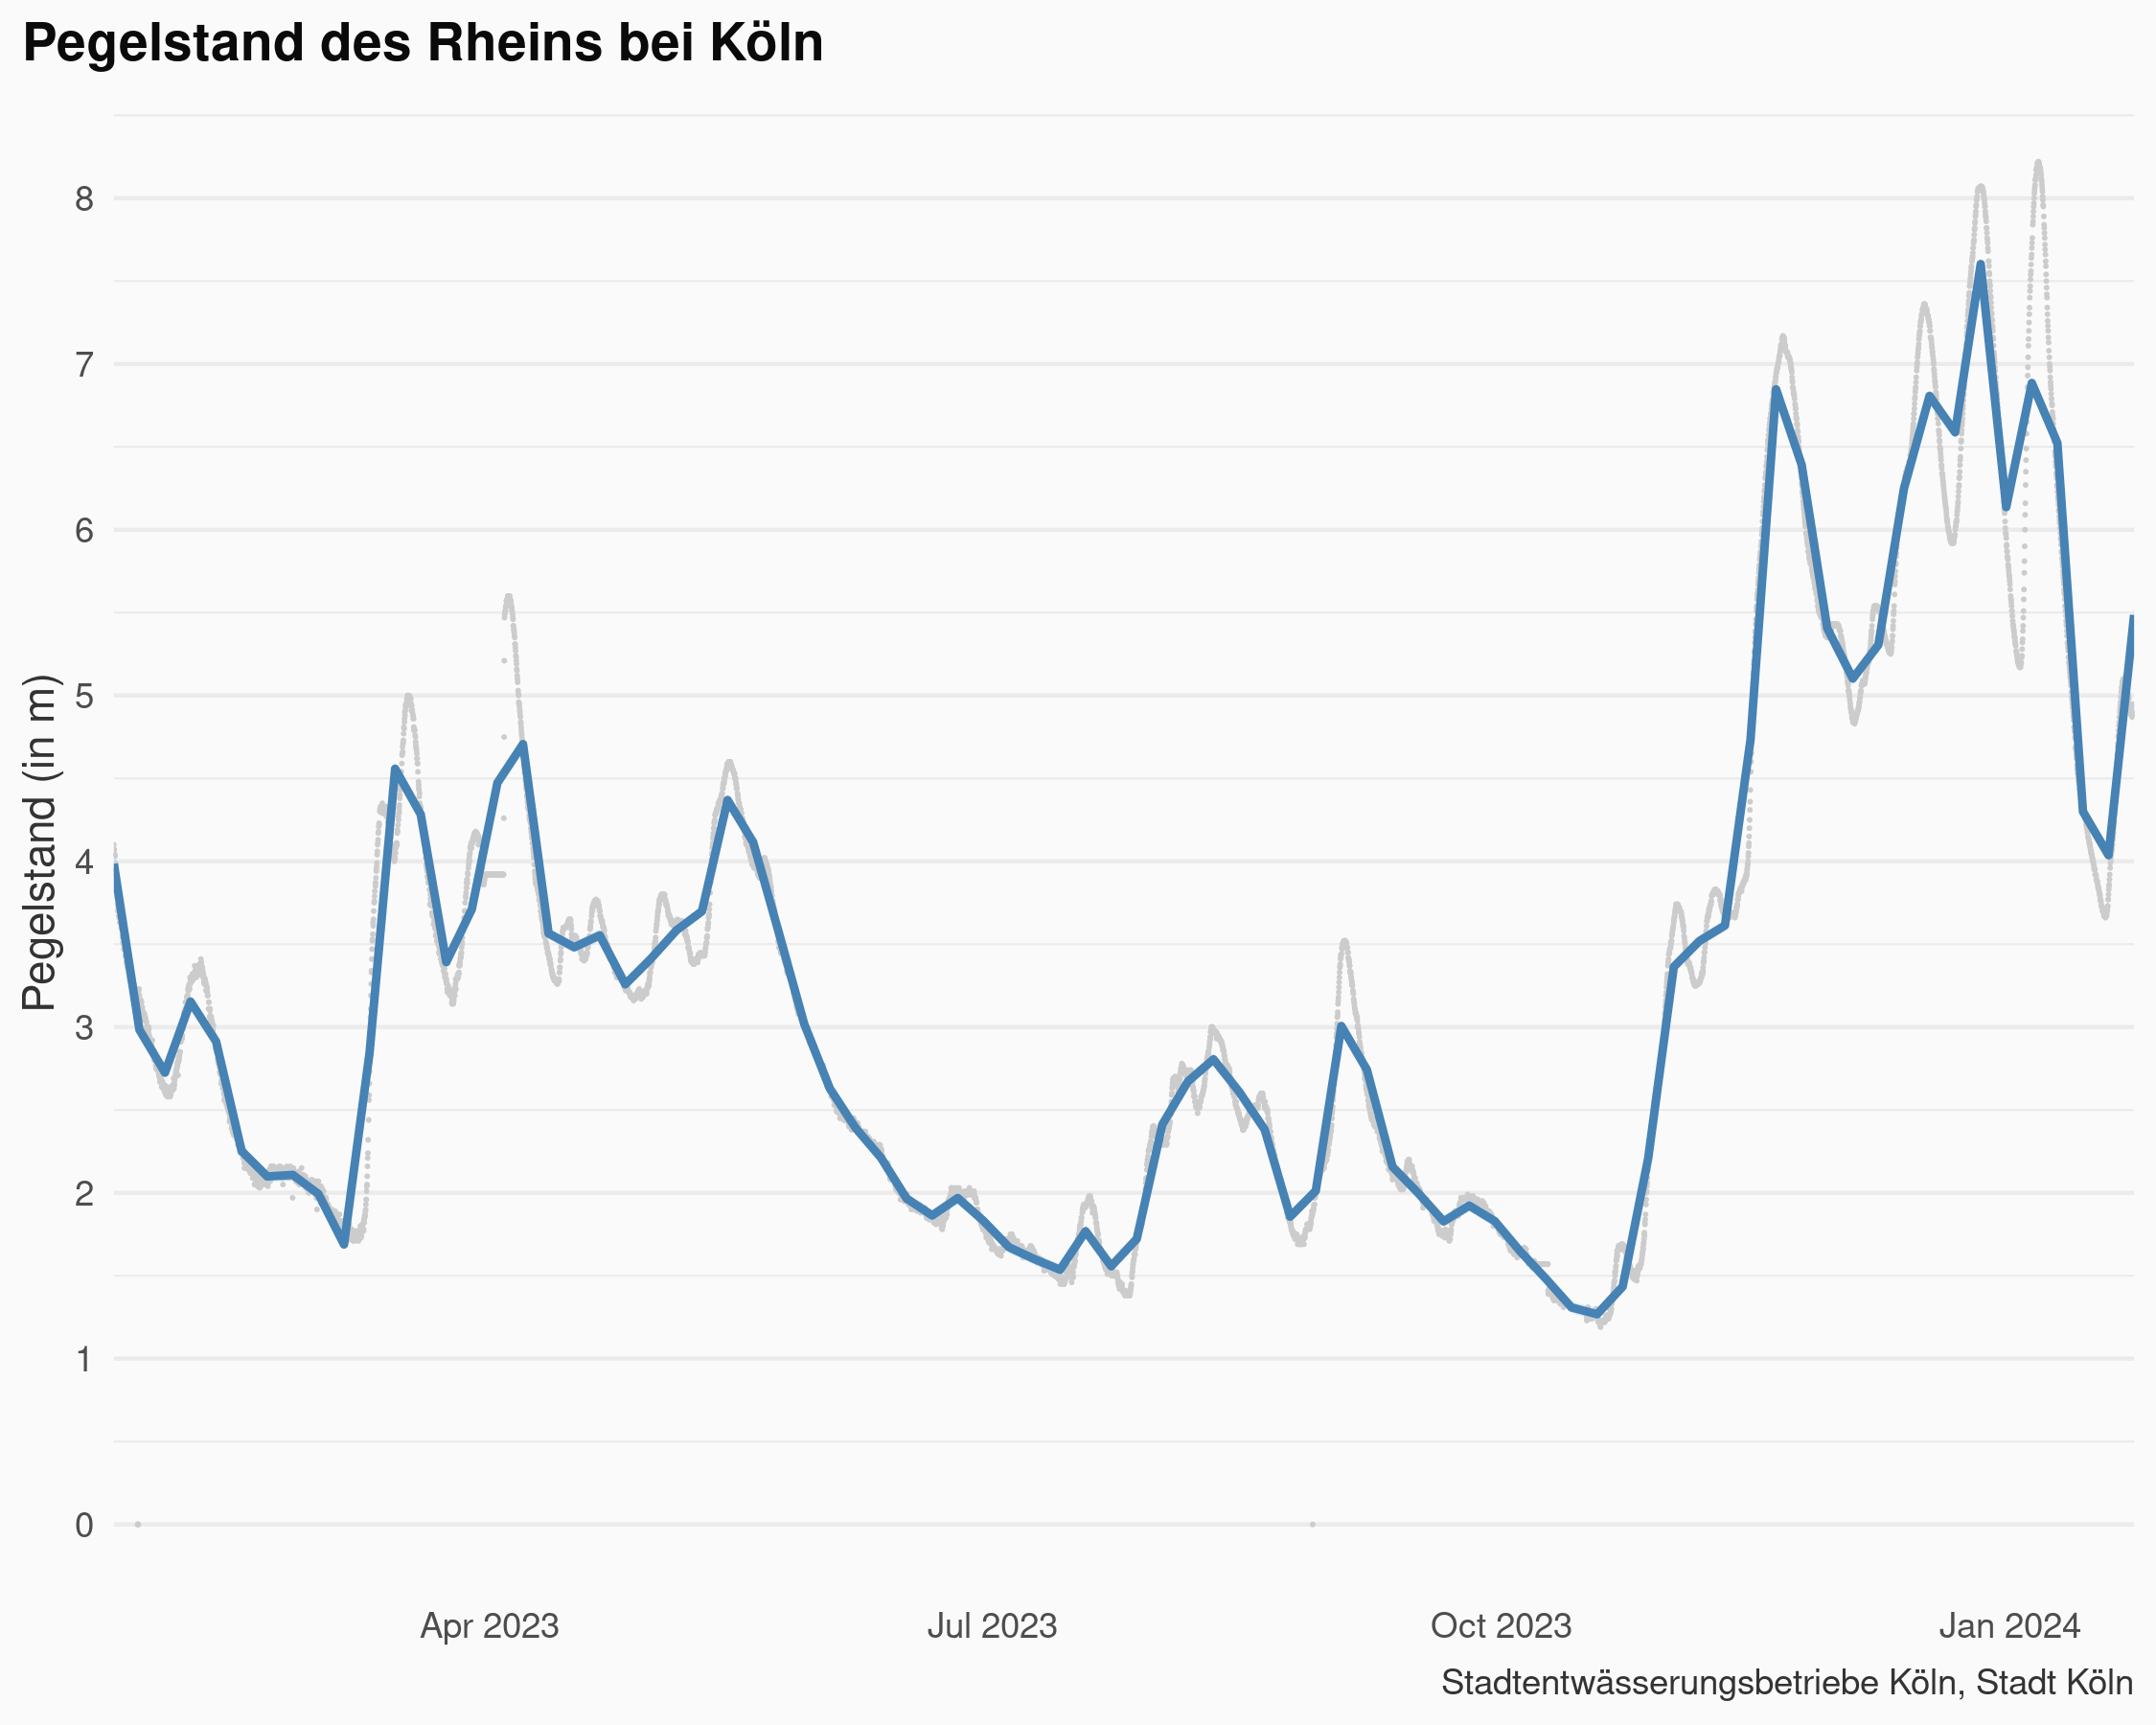 Pegelstand des Rheins bei Köln
Pegelstand (in m)
8
7
6
5
4
3
2
1
0
Apr 2023
Jul 2023
Oct 2023
Jan 2024
Stadtentwässerungsbetriebe Köln, Stadt Köln